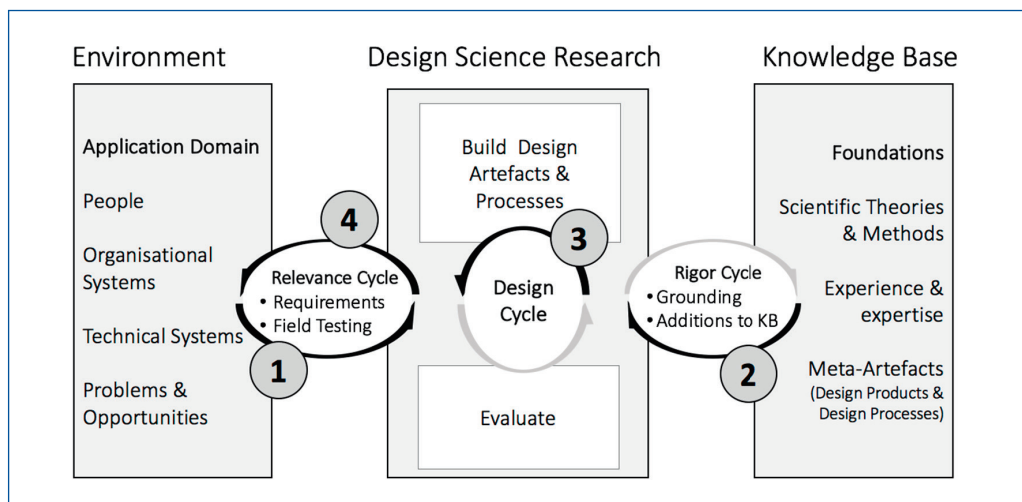 Environment
Design Science Research
Knowledge Base
Application Domain
People
Organisational
Systems
Technical Systems
Problems &
Opportunities
4
Relevance Cycle
• Requirements
• Field Testing
1
Build Design
Artefacts &
Processes
3
Design
Cycle
Evaluate
Rigor Cycle
• Grounding
• Additions to KB
2
Foundations
Scientific Theories
& Methods
Experience &
expertise
Meta-Artefacts
(Design Products &
Design Processes)